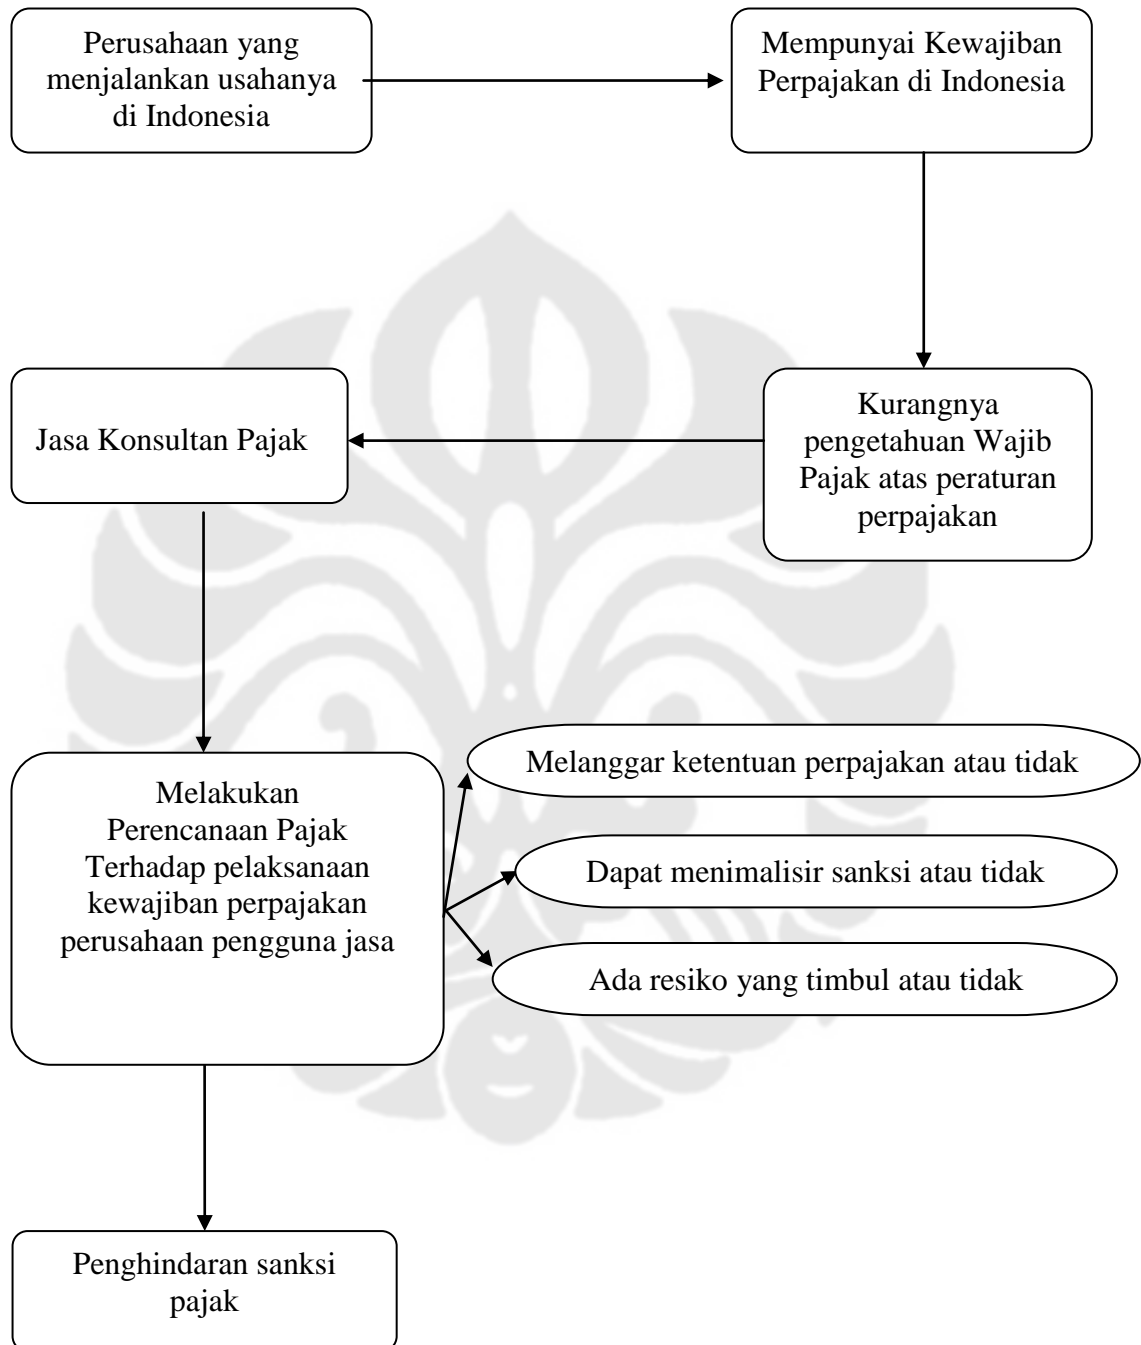 Perusahaan yang
menjalankan usahanya
di Indonesia
Mempunyai Kewajiban
Perpajakan di Indonesia
Jasa Konsultan Pajak
Kurangnya
pengetahuan Wajib
Pajak atas peraturan
perpajakan
Melakukan
Perencanaan Pajak
Terhadap pelaksanaan
kewajiban perpajakan
perusahaan pengguna jasa
Melanggar ketentuan perpajakan atau tidak
Dapat menimalisir sanksi atau tidak
Ada resiko yang timbul atau tidak
Penghindaran sanksi
pajak